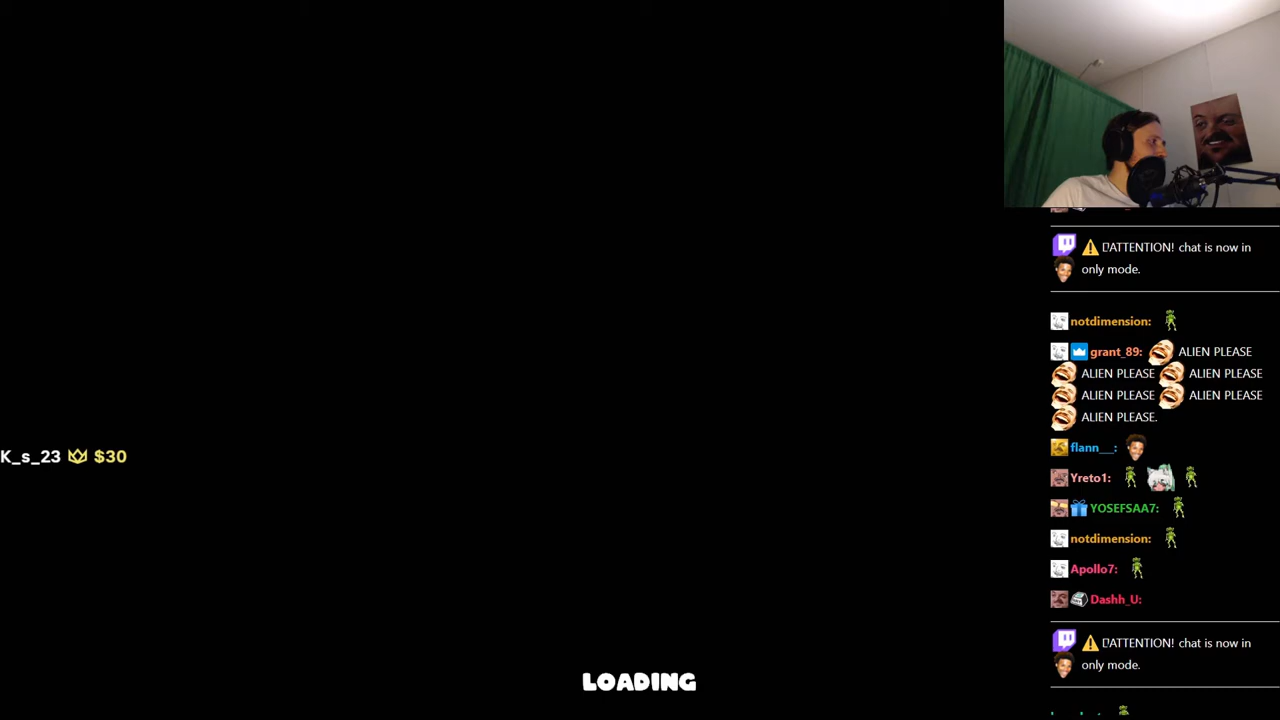 ⚠️ ATTENTION! chat is now in
only mode.
notdimension:
grant_89: ALIEN PLEASE
ALIEN PLEASE ALIEN PLEASE
ALIEN PLEASE ALIEN PLEASE
ALIEN PLEASE.
flann__:
K_s_23 $30
Yreto1:
YOSEFSAA7:
notdimension:
Apollo7:
Dashh_U:
⚠️ ATTENTION! chat is now in
only mode.
LOADING